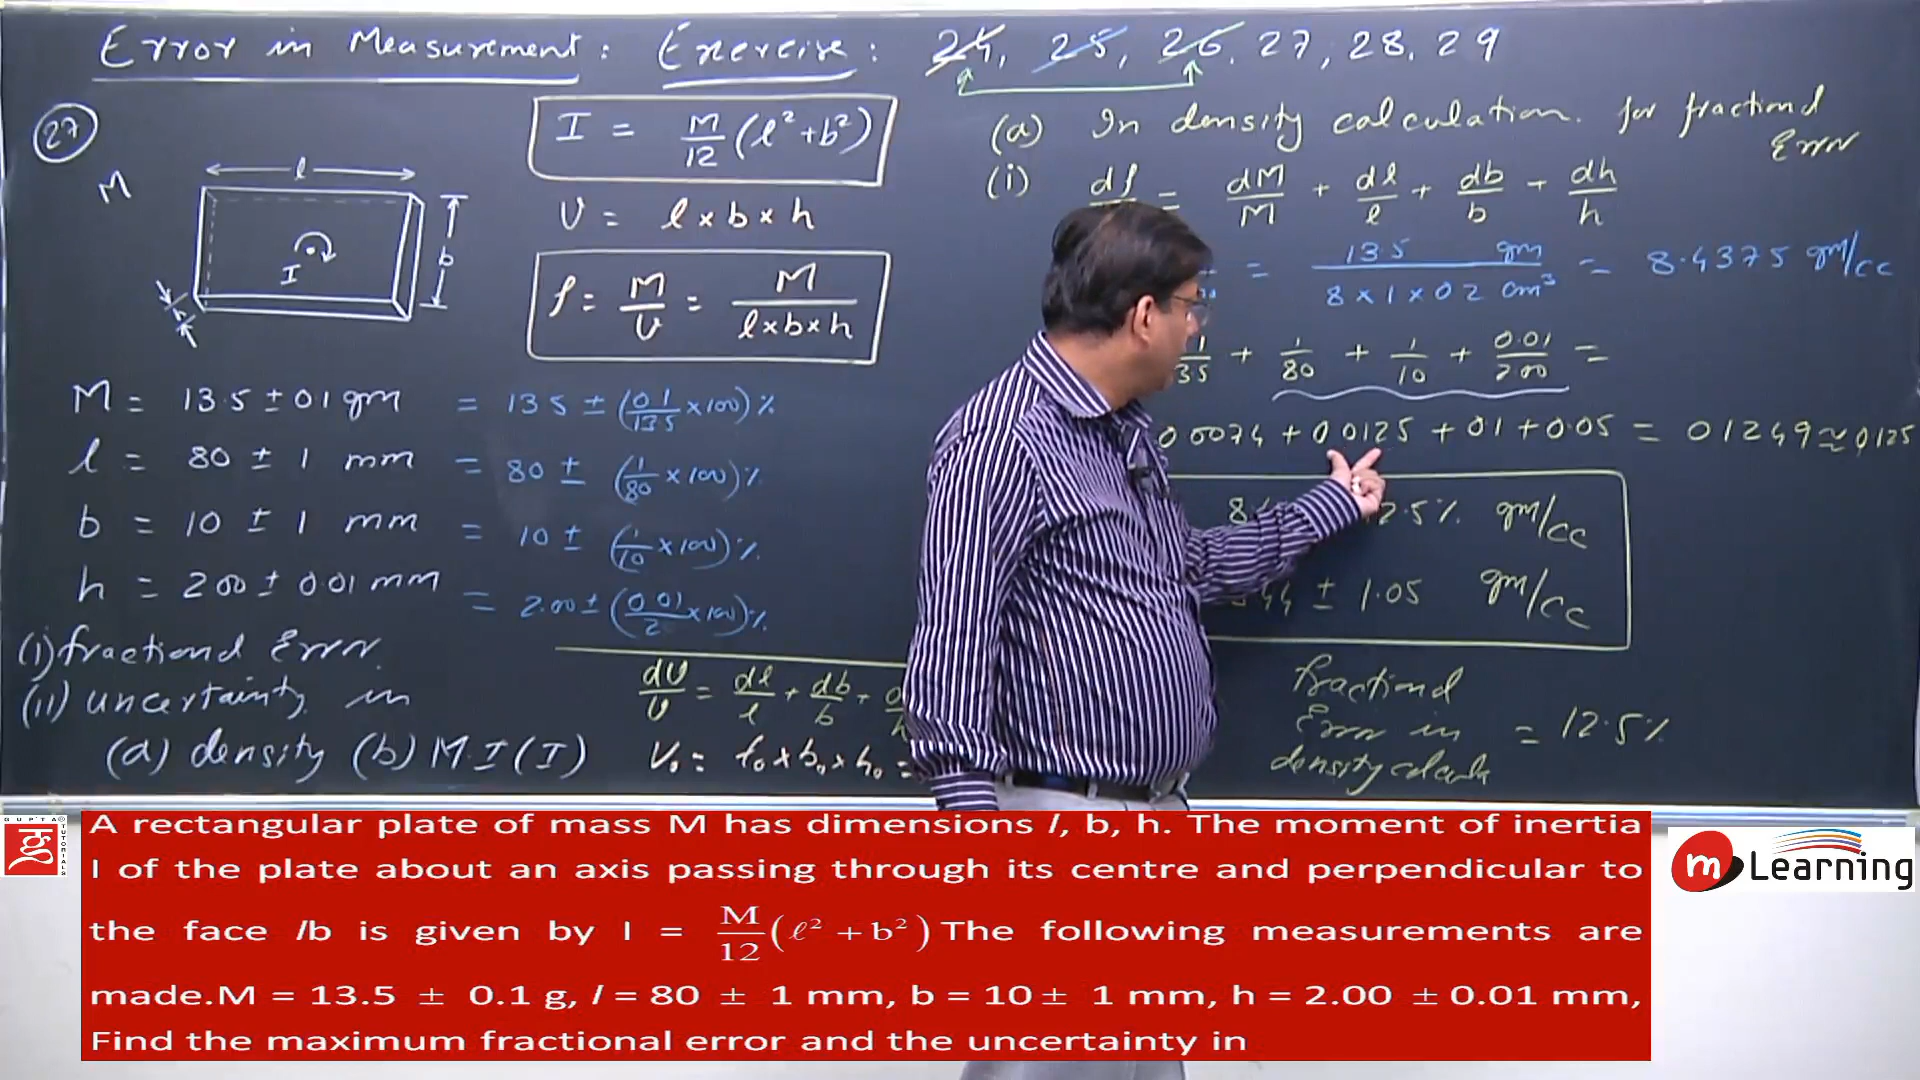 Error in Measurement : Exercise : 24, 25, 26, 27, 28, 29
27
M
l
b
h
I
I = M/12 (l² + b²)
V = l × b × h
ρ = M/V = M/(l×b×h)
M = 13.5 ± 0.1 gm = 13.5 ± (0.1/13.5 × 100) %
l = 80 ± 1 mm = 80 ± (1/80 × 100) %
b = 10 ± 1 mm = 10 ± (1/10 × 100) %
h = 2.00 ± 0.01 mm = 2.00 ± (0.01/2 × 100) %
(i) fractional Error
(ii) uncertainty in
(a) density (b) M.I (I)
dV/V = dl/l + db/b +
V₀ = l₀ × b₀ × h₀ =
(a) In density calculation. for fractional Error
(i) dρ = dM/M + dl/l + db/b + dh/h
= 13.5 gm / 8 × 1 × 0.2 cm³ = 8.4375 gm/cc
+ 1/80 + 1/10 + 0.01/2.00 =
0.0074 + 0.0125 + 0.1 + 0.05 = 0.1249 ≈ 0.125
2.5 % gm/cc
44 ± 1.05 gm/cc
fractional
Error in = 12.5 %
density calcula
GUPTA TUTORIALS
A rectangular plate of mass M has dimensions l, b, h. The moment of inertia
I of the plate about an axis passing through its centre and perpendicular to
the face lb is given by I = M/12 (ℓ² + b²) The following measurements are
made.M = 13.5 ± 0.1 g, l = 80 ± 1 mm, b = 10± 1 mm, h = 2.00 ±0.01 mm,
Find the maximum fractional error and the uncertainty in
m Learning